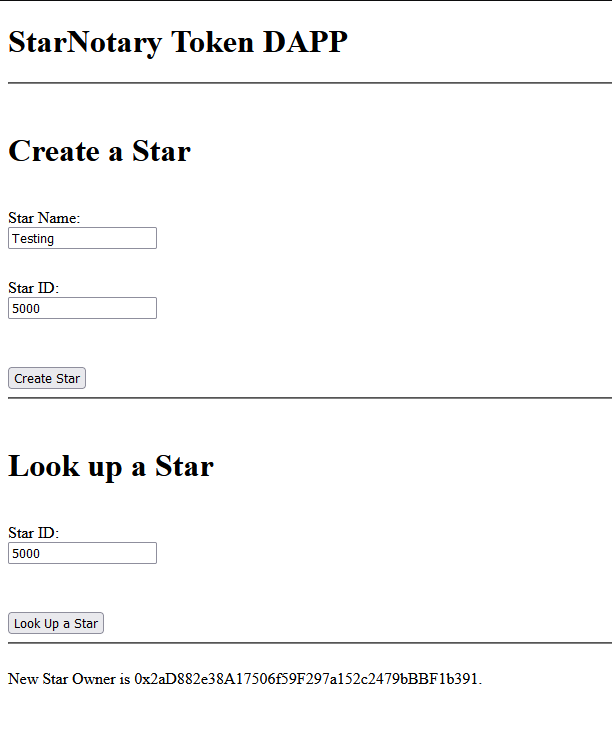 StarNotary Token DAPP
Create a Star
Star Name:
Testing
Star ID:
5000
Create Star
Look up a Star
Star ID:
5000
Look Up a Star
New Star Owner is 0x2aD882e38A17506f59F297a152c2479bBBF1b391.